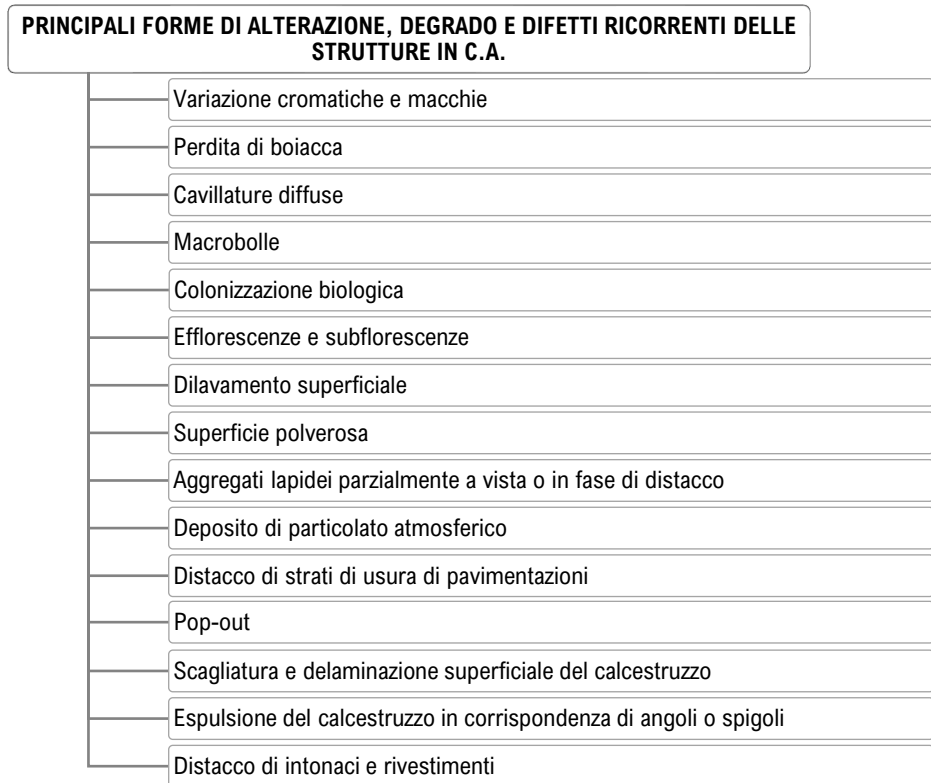 PRINCIPALI FORME DI ALTERAZIONE, DEGRADO E DIFETTI RICORRENTI DELLE
STRUTTURE IN C.A.
Variazione cromatiche e macchie
Perdita di boiacca
Cavillature diffuse
Macrobolle
Colonizzazione biologica
Efflorescenze e subflorescenze
Dilavamento superficiale
Superficie polverosa
Aggregati lapidei parzialmente a vista o in fase di distacco
Deposito di particolato atmosferico
Distacco di strati di usura di pavimentazioni
Pop-out
Scagliatura e delaminazione superficiale del calcestruzzo
Espulsione del calcestruzzo in corrispondenza di angoli o spigoli
Distacco di intonaci e rivestimenti